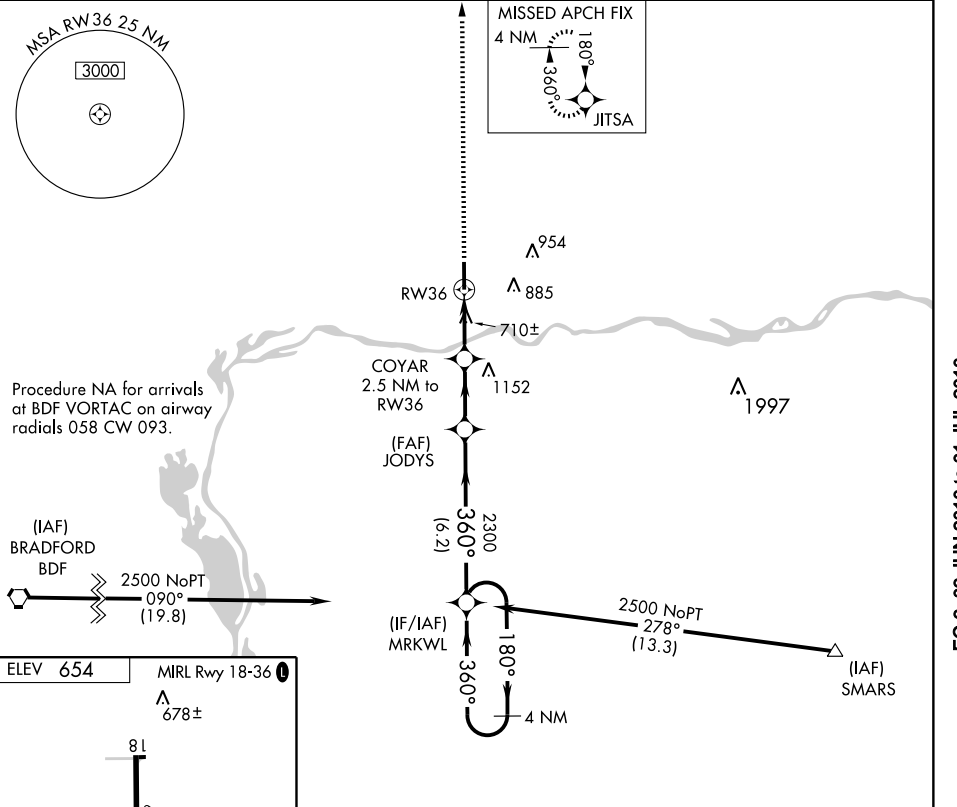 MSA RW36 25 NM
3000
MISSED APCH FIX
4 NM
180°
360°
JITSA
954
885
RW36
710±
COYAR
2.5 NM to
RW36
1152
1997
Procedure NA for arrivals
at BDF VORTAC on airway
radials 058 CW 093.
(FAF)
JODYS
360°
2300
(6.2)
(IAF)
BRADFORD
BDF
2500 NoPT
090°
(19.8)
(IF/IAF)
MRKWL
180°
360°
4 NM
2500 NoPT
278°
(13.3)
(IAF)
SMARS
ELEV 654
MIRL Rwy 18-36 L
678±
18